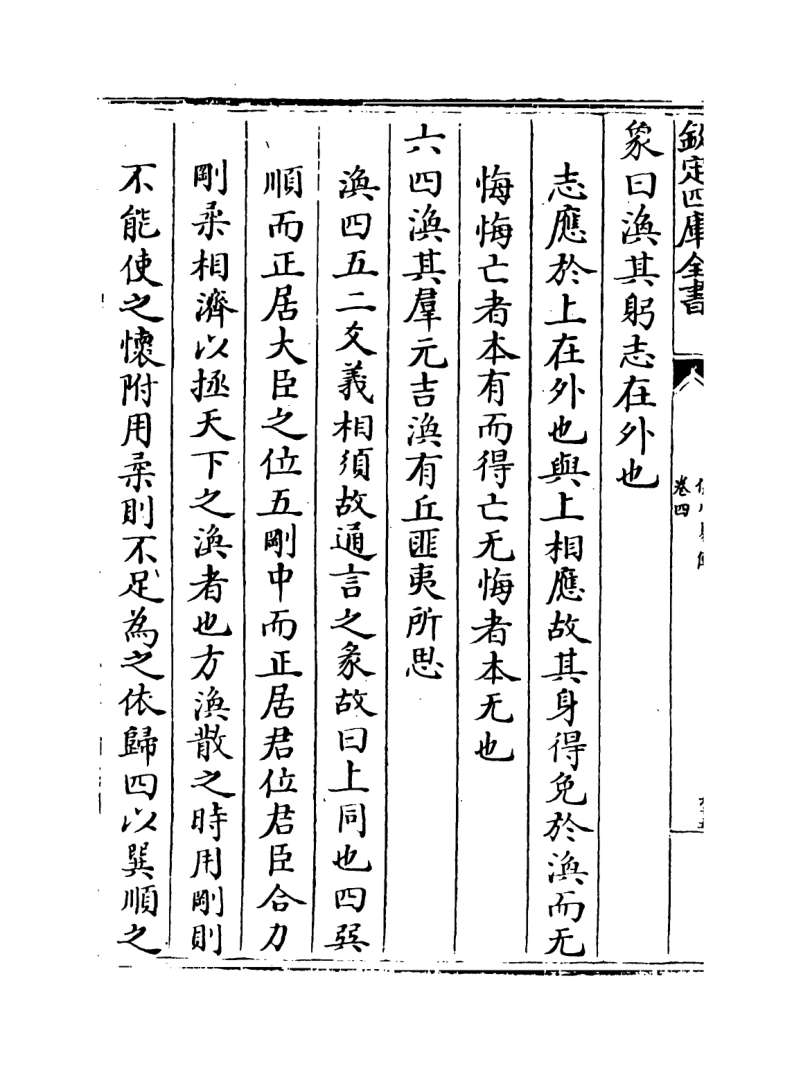 欽定四庫全書
卷四
象曰渙其躬志在外也
志應於上在外也與上相應故其身得免於渙而无
悔悔亡者本有而得亡无悔者本无也
六四渙其羣元吉渙有丘匪夷所思
渙四五二爻義相須故通言之彖故曰上同也四巽
順而正居大臣之位五剛中而正居君位君臣合力
剛柔相濟以拯天下之渙者也方渙散之時用剛則
不能使之懷附用柔則不足為之依歸四以巽順之